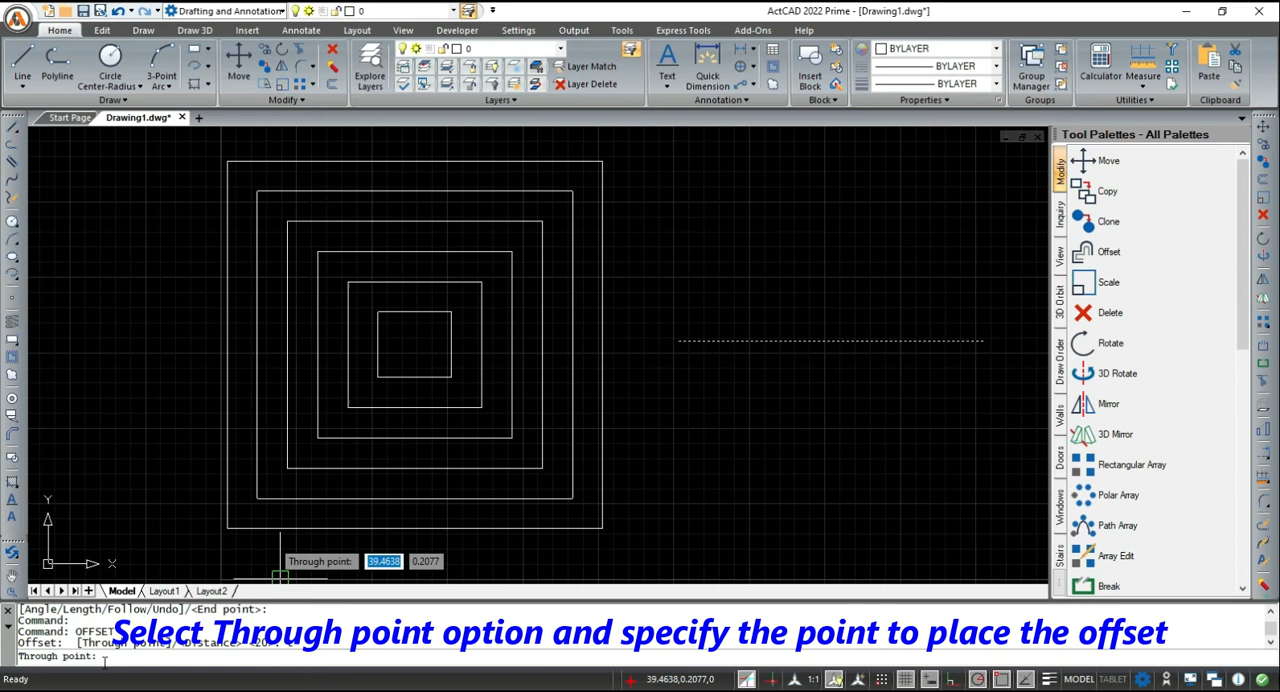 Drafting and Annotation
0
ActCAD 2022 Prime - [Drawing1.dwg*]
Home Edit Draw Draw 3D Insert Annotate Layout View Developer Settings Output Tools Express Tools Add-Ons Help
Line Polyline Circle Center-Radius 3-Point Arc
Draw
Move
Modify
Explore Layers
0
Layer Match
Layer Delete
Layers
Text Quick Dimension
Annotation
Insert Block
Block
BYLAYER
BYLAYER
BYLAYER
Properties
Group Manager
Groups
Calculator Measure
Utilities
Paste
Clipboard
Start Page Drawing1.dwg*
Tool Palettes - All Palettes
Modify
Inquiry
View
3D Orbit
Draw Order
Walls
Doors
Windows
Stairs
Move
Copy
Clone
Offset
Scale
Delete
Rotate
3D Rotate
Mirror
3D Mirror
Rectangular Array
Polar Array
Path Array
Array Edit
Break
Y
X
Through point: 39.4638 0.2077
Model Layout1 Layout2
[Angle/Length/Follow/Undo]/<End point>:
Command:
Command: OFFSET
Select Through point option and specify the point to place the offset
Through point:
Ready
39.4638,0.2077,0
1:1
MODEL TABLET